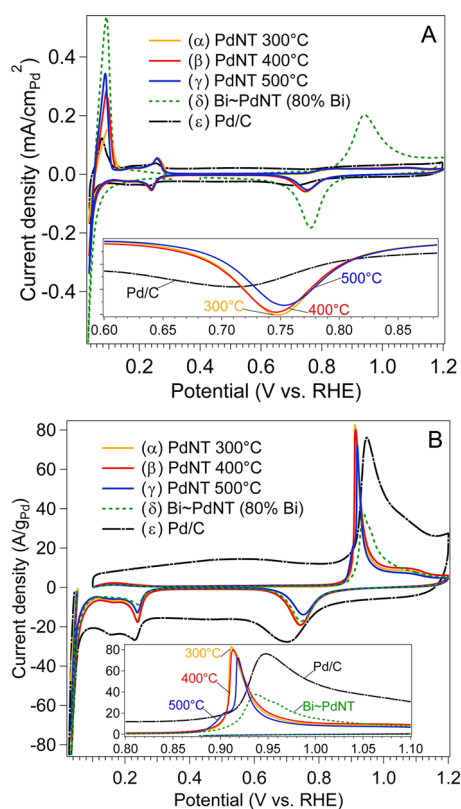 A
(α) PdNT 300°C
(β) PdNT 400°C
(γ) PdNT 500°C
(δ) Bi~PdNT (80% Bi)
(ε) Pd/C
Current density (mA/cm_Pd^2)
0.4
0.2
0.0
-0.2
-0.4
Pd/C
300°C
400°C
500°C
0.60 0.65 0.70 0.75 0.80 0.85
0.2 0.4 0.6 0.8 1.0 1.2
Potential (V vs. RHE)
B
(α) PdNT 300°C
(β) PdNT 400°C
(γ) PdNT 500°C
(δ) Bi~PdNT (80% Bi)
(ε) Pd/C
Current density (A/g_Pd)
80
60
40
20
0
-20
-40
-60
-80
80
60
40
20
0
300°C
400°C
500°C
Pd/C
Bi~PdNT
0.80 0.85 0.90 0.95 1.00 1.05 1.10
0.2 0.4 0.6 0.8 1.0 1.2
Potential (V vs. RHE)